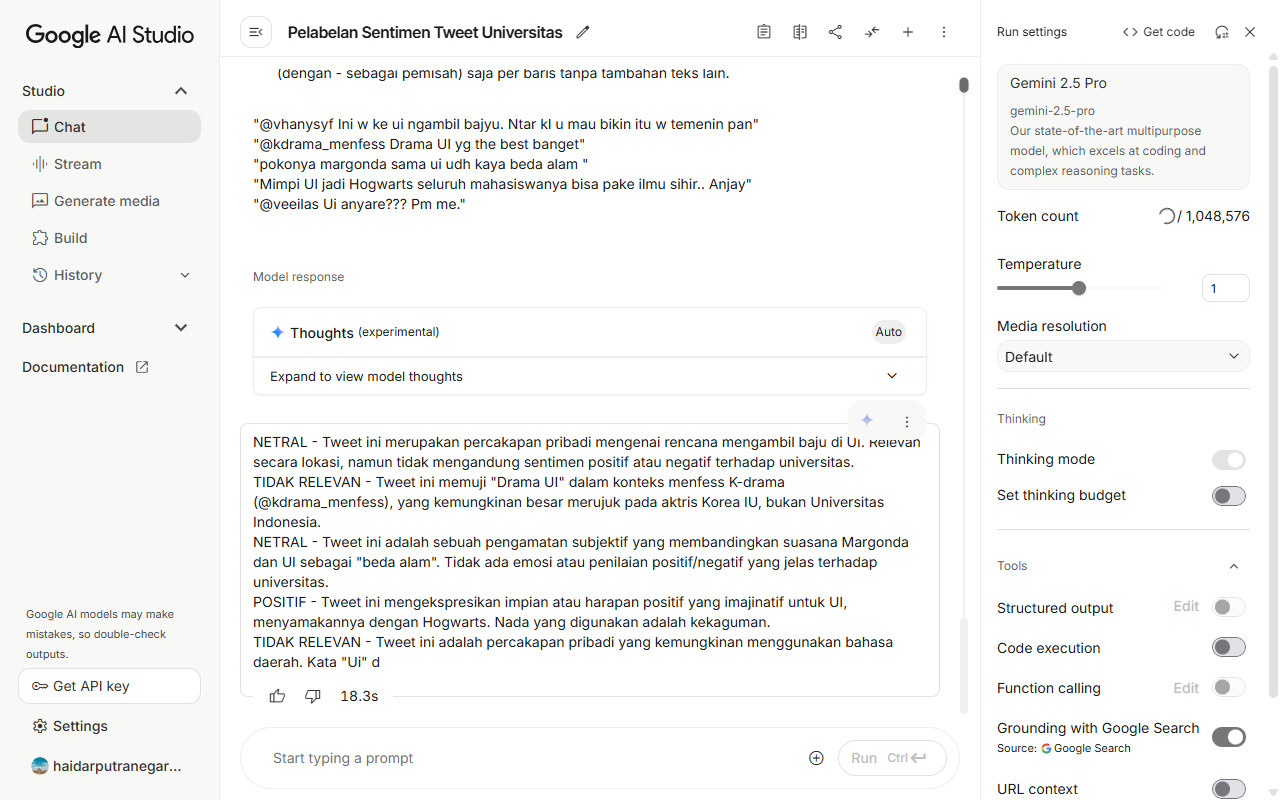 Google AI Studio
Studio
Chat
Stream
Generate media
Build
History
Dashboard
Documentation
Google AI models may make
mistakes, so double-check
outputs.
Get API key
Settings
haidarputranegar...
Pelabelan Sentimen Tweet Universitas
(dengan - sebagai pemisah) saja per baris tanpa tambahan teks lain.
"@vhanysyf Ini w ke ui ngambil bajyu. Ntar kl u mau bikin itu w temenin pan"
"@kdrama_menfess Drama UI yg the best banget"
"pokonya margonda sama ui udh kaya beda alam "
"Mimpi UI jadi Hogwarts seluruh mahasiswanya bisa pake ilmu sihir.. Anjay"
"@veeilas Ui anyare??? Pm me."
Model response
Thoughts (experimental)
Auto
Expand to view model thoughts
NETRAL - Tweet ini merupakan percakapan pribadi mengenai rencana mengambil baju di UI. Relevan
secara lokasi, namun tidak mengandung sentimen positif atau negatif terhadap universitas.
TIDAK RELEVAN - Tweet ini memuji "Drama UI" dalam konteks menfess K-drama
(@kdrama_menfess), yang kemungkinan besar merujuk pada aktris Korea IU, bukan Universitas
Indonesia.
NETRAL - Tweet ini adalah sebuah pengamatan subjektif yang membandingkan suasana Margonda
dan UI sebagai "beda alam". Tidak ada emosi atau penilaian positif/negatif yang jelas terhadap
universitas.
POSITIF - Tweet ini mengekspresikan impian atau harapan positif yang imajinatif untuk UI,
menyamakannya dengan Hogwarts. Nada yang digunakan adalah kekaguman.
TIDAK RELEVAN - Tweet ini adalah percakapan pribadi yang kemungkinan menggunakan bahasa
daerah. Kata "Ui" d
18.3s
Start typing a prompt
Run Ctrl
Run settings
Get code
Gemini 2.5 Pro
gemini-2.5-pro
Our state-of-the-art multipurpose
model, which excels at coding and
complex reasoning tasks.
Token count
/ 1,048,576
Temperature
1
Media resolution
Default
Thinking
Thinking mode
Set thinking budget
Tools
Structured output Edit
Code execution
Function calling Edit
Grounding with Google Search
Source: Google Search
URL context